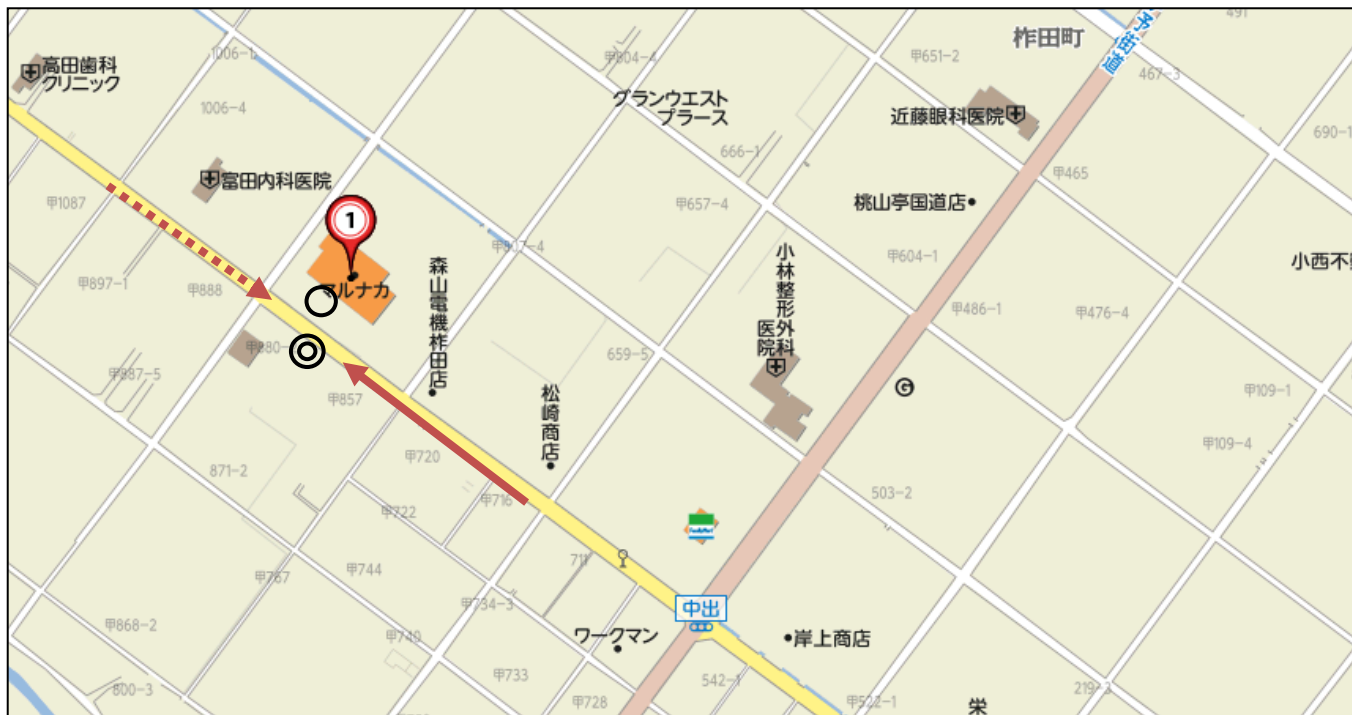 491
予街道
柞田町
467-3
高田歯科
クリニック
1006-1
甲804-4
甲651-2
1006-4
グランウエスト
プラース
近藤眼科医院
690-1
666-1
甲465
富田内科医院
甲1087
甲657-4
桃山亭国道店
1
甲807-4
甲604-1
小林整形外科
医院
小西不
甲897-1
甲888
マルナカ
森山電機柞田店
甲486-1
甲476-4
甲880-
659-5
甲887-5
甲857
松崎商店
甲109-1
G
甲720
甲109-4
871-2
甲716
甲722
503-2
FamilyMart
711
甲744
甲767
甲734-3
中出
甲868-2
甲740
ワークマン
岸上商店
甲733
542-1
800-3
甲728
甲522-1
219-3
栄